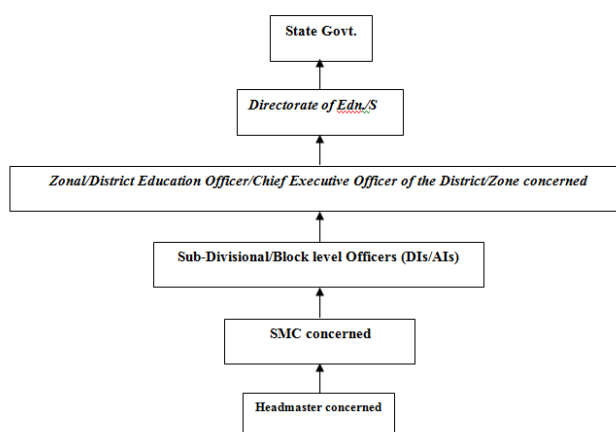 State Govt.
Directorate of Edn./S
Zonal/District Education Officer/Chief Executive Officer of the District/Zone concerned
Sub-Divisional/Block level Officers (DIs/AIs)
SMC concerned
Headmaster concerned